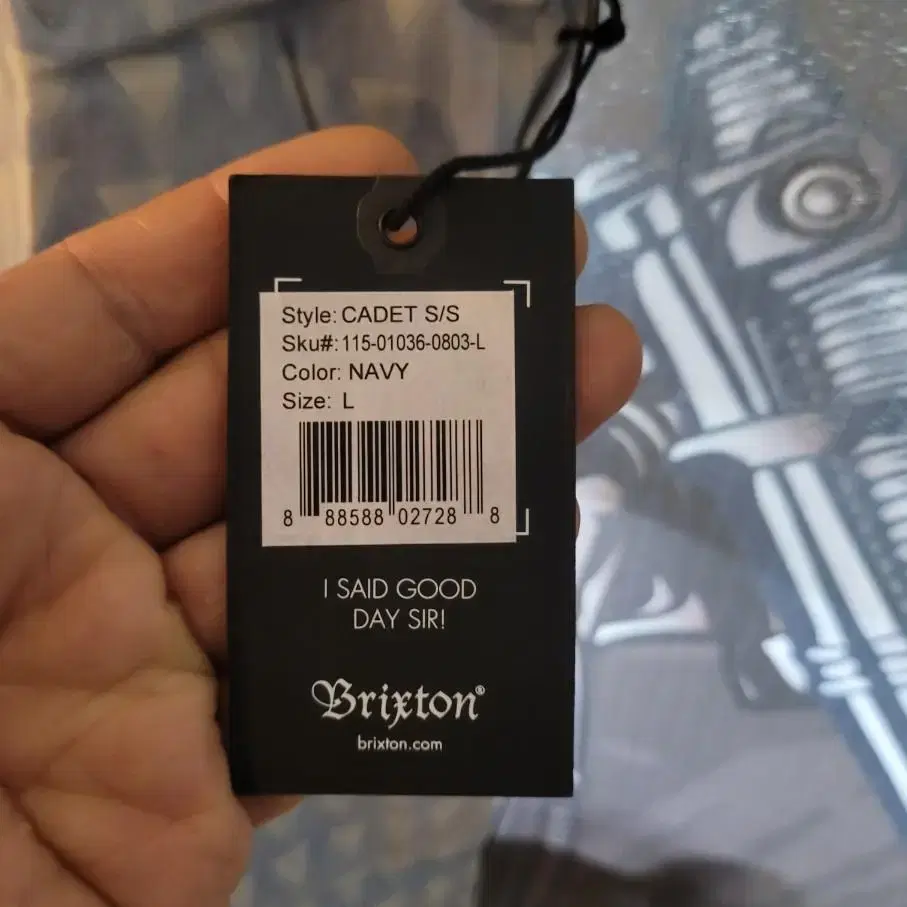 Style: CADET S/S
Sku#: 115-01036-0803-L
Color: NAVY
Size: L
8 88588 02728 8
I SAID GOOD
DAY SIR!
Brixton®
brixton.com